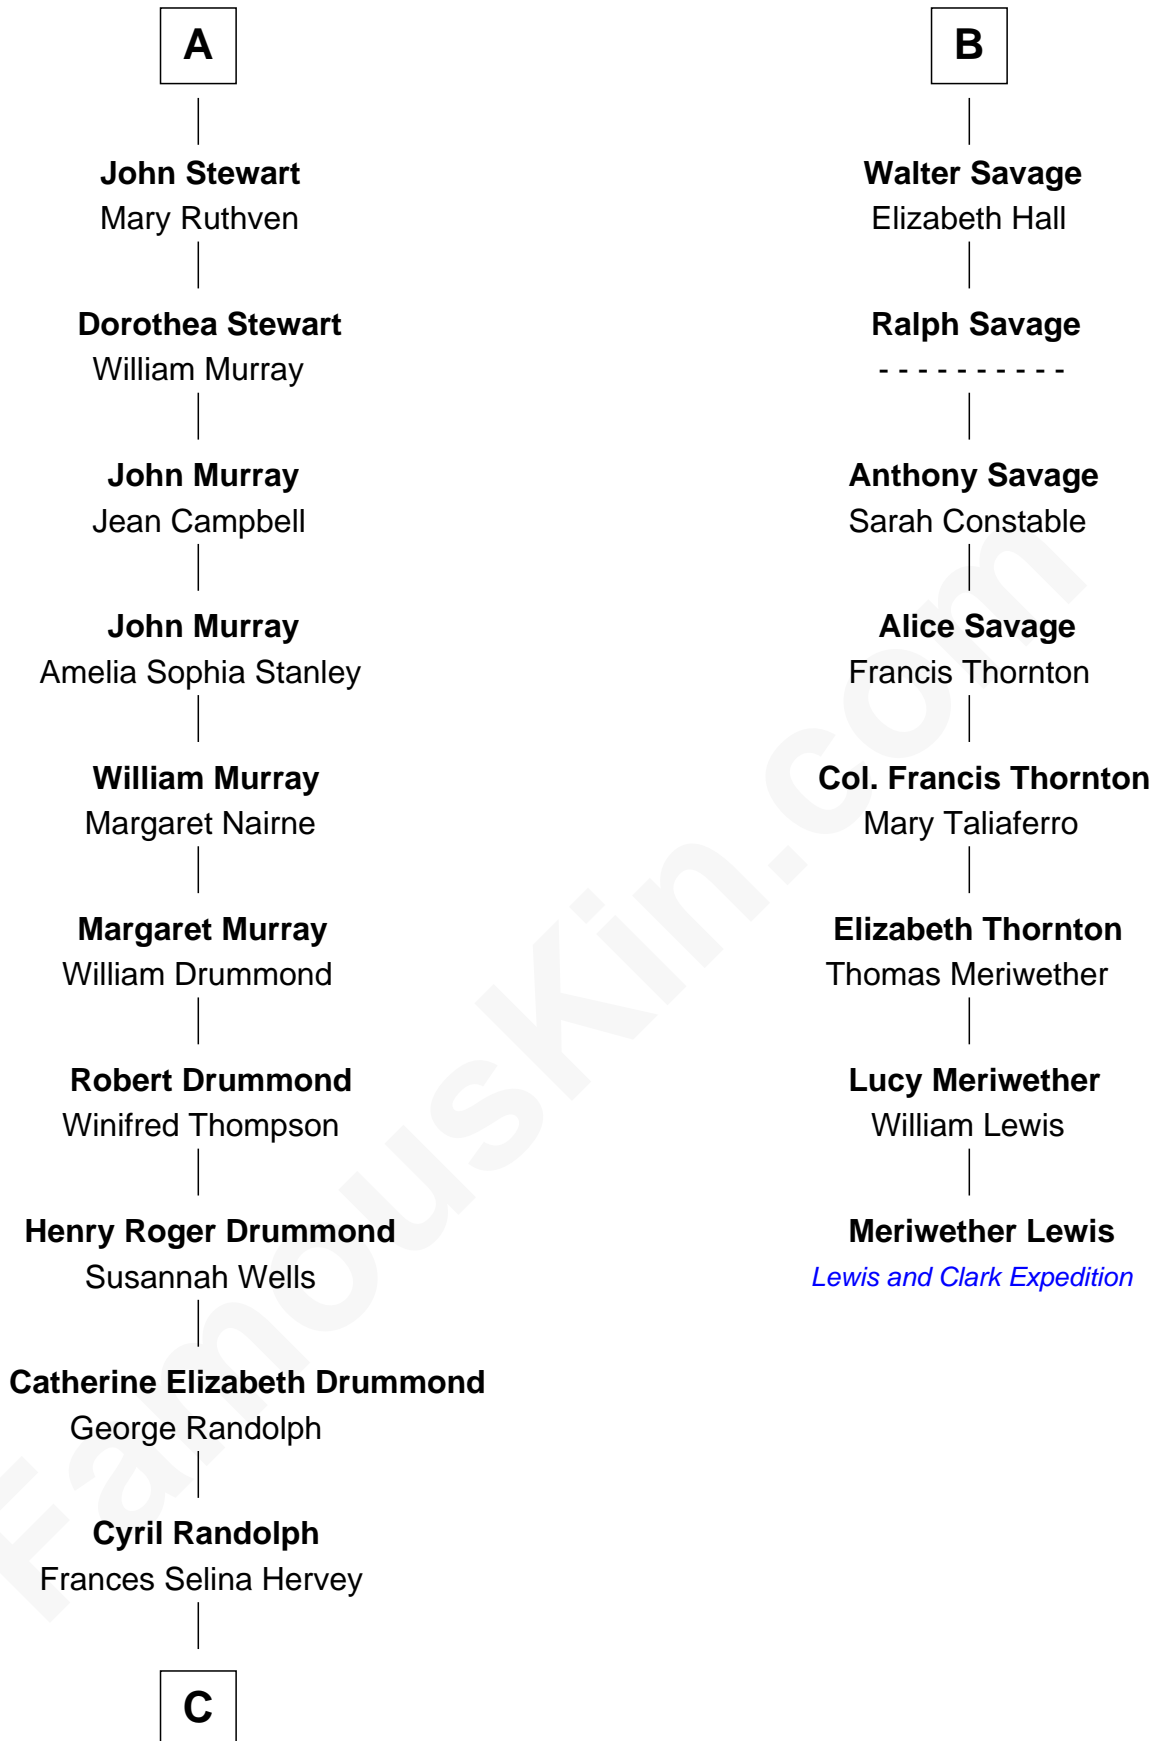 A
John Stewart
Mary Ruthven
Dorothea Stewart
William Murray
John Murray
Jean Campbell
John Murray
Amelia Sophia Stanley
William Murray
Margaret Nairne
Margaret Murray
William Drummond
Robert Drummond
Winifred Thompson
Henry Roger Drummond
Susannah Wells
Catherine Elizabeth Drummond
George Randolph
Cyril Randolph
Frances Selina Hervey
C
B
Walter Savage
Elizabeth Hall
Ralph Savage
- - - - - - - - - -
Anthony Savage
Sarah Constable
Alice Savage
Francis Thornton
Col. Francis Thornton
Mary Taliaferro
Elizabeth Thornton
Thomas Meriwether
Lucy Meriwether
William Lewis
Meriwether Lewis
Lewis and Clark Expedition
FamousKin.com